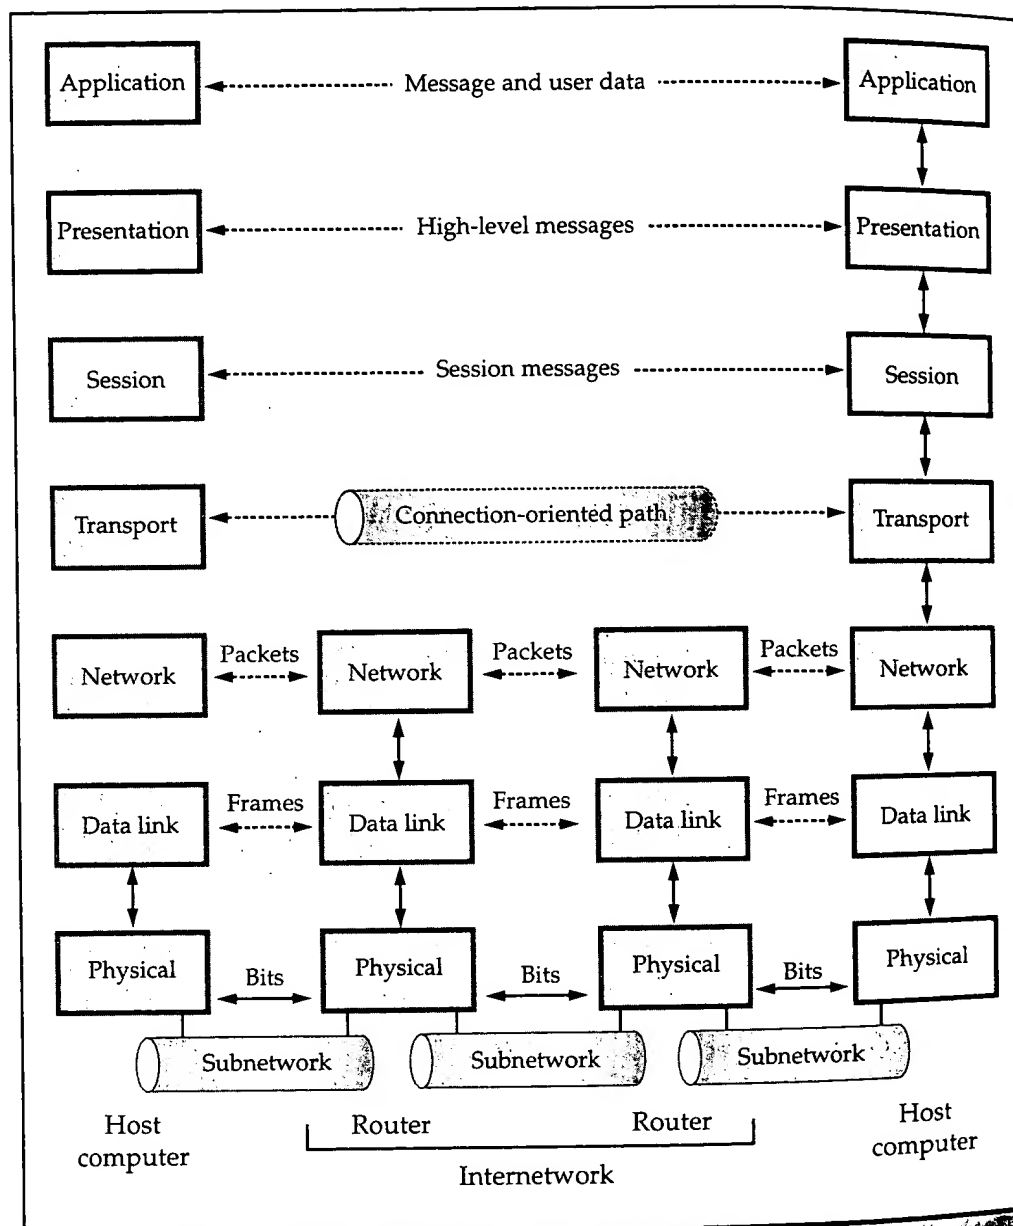 Application Message and user data Application
Presentation High-level messages Presentation
Session Session messages Session
Transport Connection-oriented path Transport
Network Packets Network Packets Network Packets Network
Data link Frames Data link Frames Data link Frames Data link
Physical Bits Physical Bits Physical Bits Physical
Subnetwork Subnetwork Subnetwork
Host computer Router Router Host computer
Internetwork